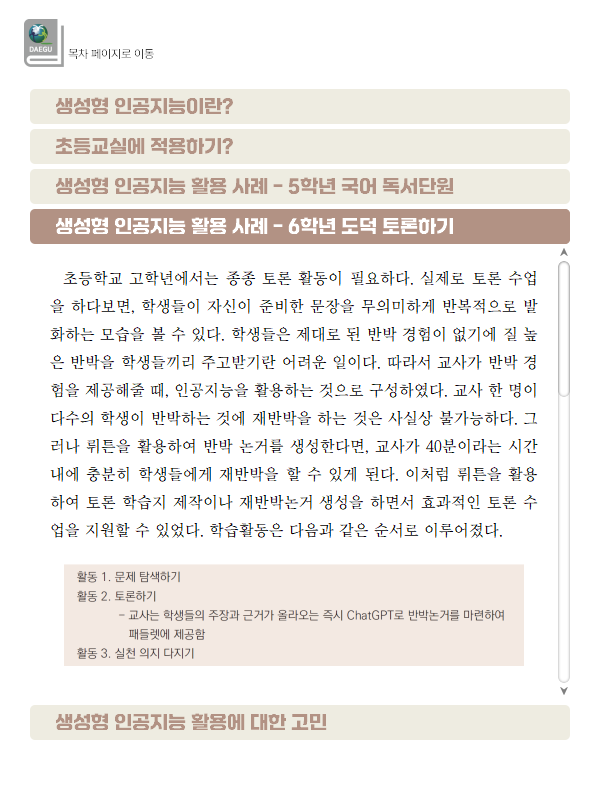 DAEGU
목차 페이지로 이동
생성형 인공지능이란?
초등교실에 적용하기?
생성형 인공지능 활용 사례 - 5학년 국어 독서단원
생성형 인공지능 활용 사례 - 6학년 도덕 토론하기
초등학교 고학년에서는 종종 토론 활동이 필요하다. 실제로 토론 수업
을 하다보면, 학생들이 자신이 준비한 문장을 무의미하게 반복적으로 발
화하는 모습을 볼 수 있다. 학생들은 제대로 된 반박 경험이 없기에 질 높
은 반박을 학생들끼리 주고받기란 어려운 일이다. 따라서 교사가 반박 경
험을 제공해줄 때, 인공지능을 활용하는 것으로 구성하였다. 교사 한 명이
다수의 학생이 반박하는 것에 재반박을 하는 것은 사실상 불가능하다. 그
러나 뤼튼을 활용하여 반박 논거를 생성한다면, 교사가 40분이라는 시간
내에 충분히 학생들에게 재반박을 할 수 있게 된다. 이처럼 뤼튼을 활용
하여 토론 학습지 제작이나 재반박논거 생성을 하면서 효과적인 토론 수
업을 지원할 수 있었다. 학습활동은 다음과 같은 순서로 이루어졌다.
활동 1. 문제 탐색하기
활동 2. 토론하기
- 교사는 학생들의 주장과 근거가 올라오는 즉시 ChatGPT로 반박논거를 마련하여
패들렛에 제공함
활동 3. 실천 의지 다지기
생성형 인공지능 활용에 대한 고민